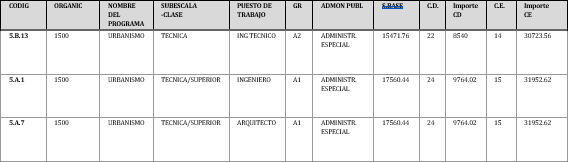 CODIG ORGANIC NOMBRE DEL PROGRAMA SUBESCALA -CLASE PUESTO DE TRABAJO GR ADMON PUBL S.BASE C.D. Importe CD C.E. Importe CE
5.B.13 1500 URBANISMO TECNICA ING TECNICO A2 ADMINISTR. ESPECIAL 15471.76 22 8540 14 30723.56
5.A.1 1500 URBANISMO TECNICA/SUPERIOR INGENIERO A1 ADMINISTR. ESPECIAL 17560.44 24 9764.02 15 31952.62
5.A.7 1500 URBANISMO TECNICA/SUPERIOR ARQUITECTO A1 ADMINISTR. ESPECIAL 17560.44 24 9764.02 15 31952.62